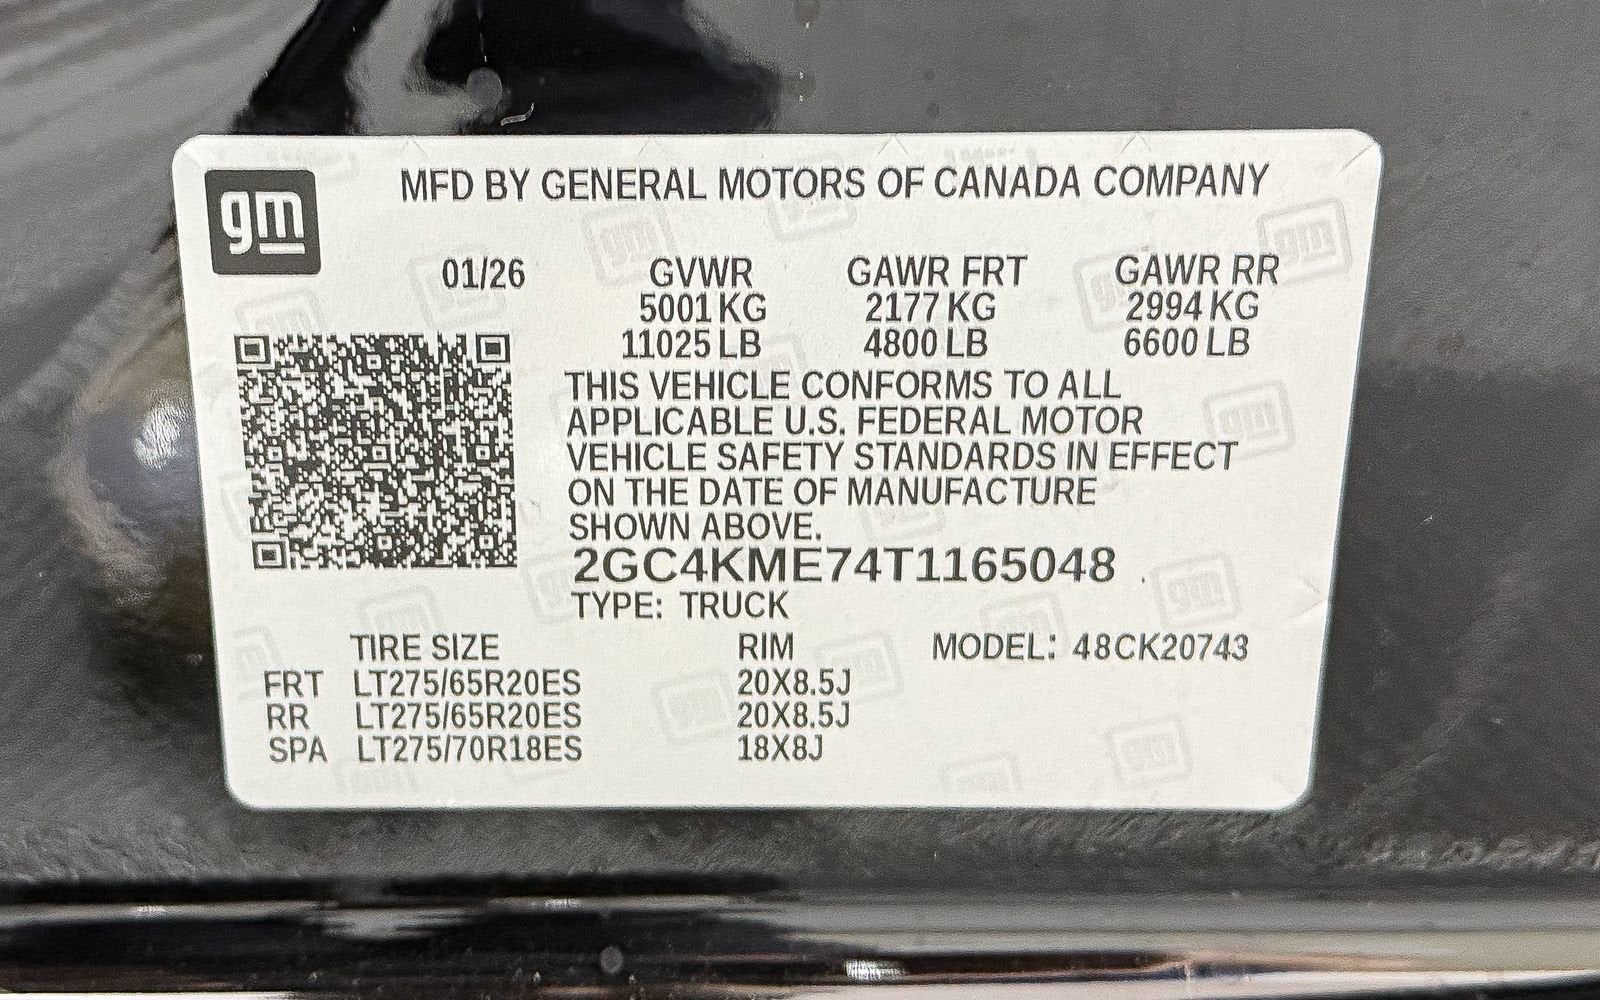 gm
MFD BY GENERAL MOTORS OF CANADA COMPANY
01/26 GVWR GAWR FRT GAWR RR
5001 KG 2177 KG 2994 KG
11025 LB 4800 LB 6600 LB
THIS VEHICLE CONFORMS TO ALL
APPLICABLE U.S. FEDERAL MOTOR
VEHICLE SAFETY STANDARDS IN EFFECT
ON THE DATE OF MANUFACTURE
SHOWN ABOVE.
2GC4KME74T1165048
TYPE: TRUCK
TIRE SIZE RIM MODEL: 48CK20743
FRT LT275/65R20ES 20X8.5J
RR LT275/65R20ES 20X8.5J
SPA LT275/70R18ES 18X8J